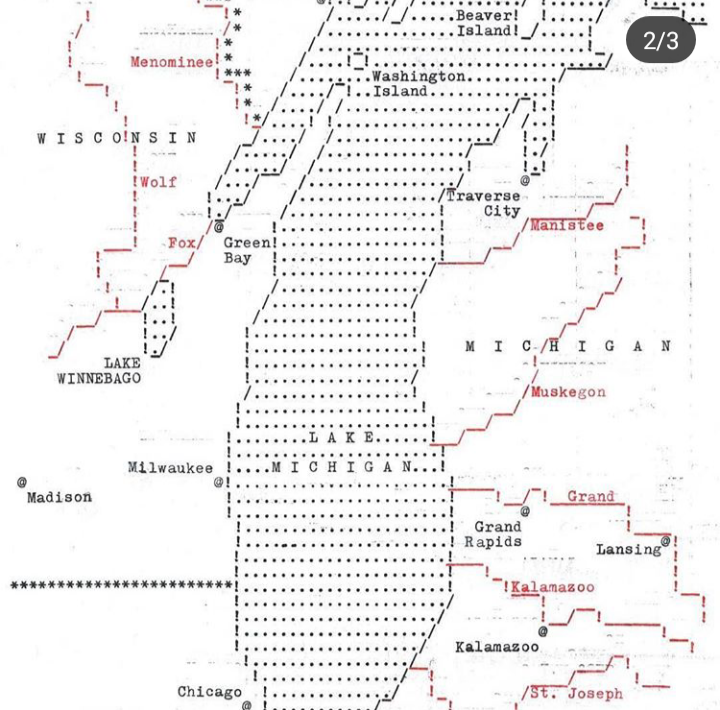 2/3
Beaver
Island
Menominee
Washington
Island
WISCONSIN
Wolf
Traverse
City
Manistee
Fox
Green
Bay
MICHIGAN
LAKE
WINNEBAGO
Muskegon
LAKE
MICHIGAN
Milwaukee
Madison
Grand
Grand
Rapids
Lansing
Kalamazoo
Kalamazoo
Chicago
St. Joseph